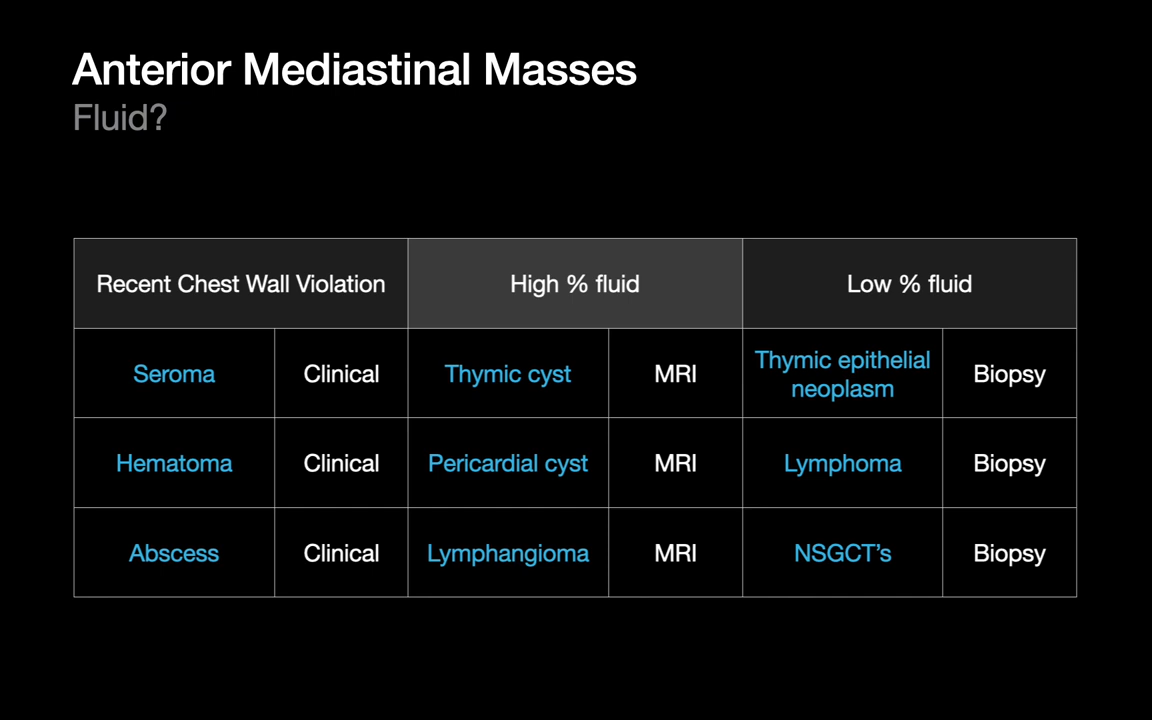 Anterior Mediastinal Masses
Fluid?
Recent Chest Wall Violation
High % fluid
Low % fluid
Seroma
Clinical
Thymic cyst
MRI
Thymic epithelial
neoplasm
Biopsy
Hematoma
Clinical
Pericardial cyst
MRI
Lymphoma
Biopsy
Abscess
Clinical
Lymphangioma
MRI
NSGCT's
Biopsy